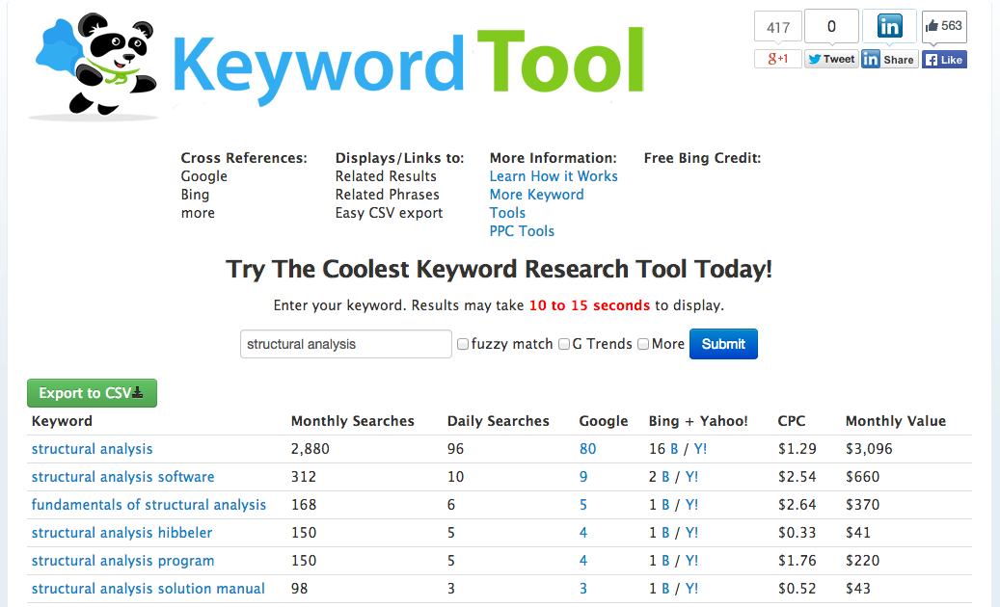 Keyword Tool
417 0 in 563
g+1 Tweet in Share f Like
Cross References: Displays/Links to: More Information: Free Bing Credit:
Google Related Results Learn How it Works
Bing Related Phrases More Keyword
more Easy CSV export Tools
PPC Tools
Try The Coolest Keyword Research Tool Today!
Enter your keyword. Results may take 10 to 15 seconds to display.
structural analysis fuzzy match G Trends More Submit
Export to CSV
Keyword Monthly Searches Daily Searches Google Bing + Yahoo! CPC Monthly Value
structural analysis 2,880 96 80 16 B / Y! $1.29 $3,096
structural analysis software 312 10 9 2 B / Y! $2.54 $660
fundamentals of structural analysis 168 6 5 1 B / Y! $2.64 $370
structural analysis hibbeler 150 5 4 1 B / Y! $0.33 $41
structural analysis program 150 5 4 1 B / Y! $1.76 $220
structural analysis solution manual 98 3 3 1 B / Y! $0.52 $43